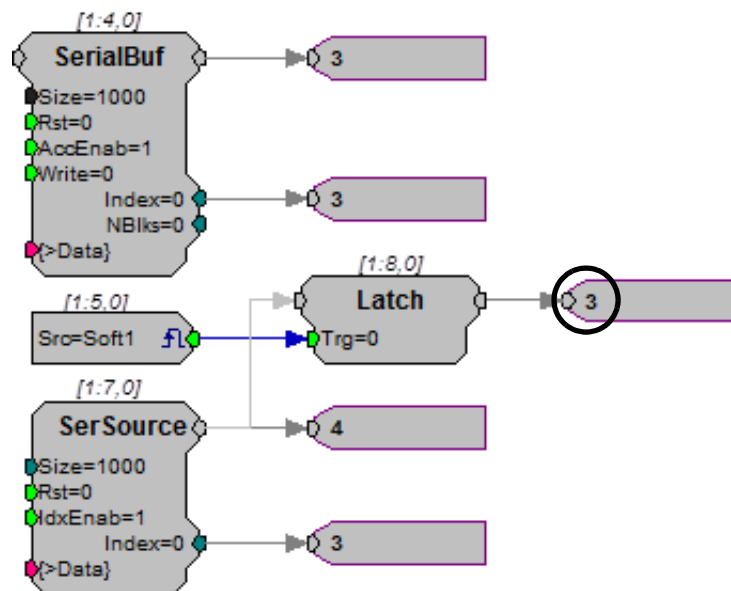 [1:4,0]
SerialBuf
3
Size=1000
Rst=0
AccEnab=1
Write=0
Index=0
3
NBlks=0
{>Data}
[1:8,0]
Latch
3
[1:5,0]
Src=Soft1
Trg=0
[1:7,0]
SerSource
4
Size=1000
Rst=0
IdxEnab=1
Index=0
3
{>Data}